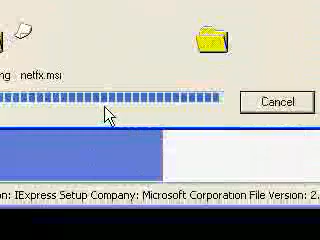 ng netfx.msi
Cancel
on: IExpress Setup Company: Microsoft Corporation File Version: 2.